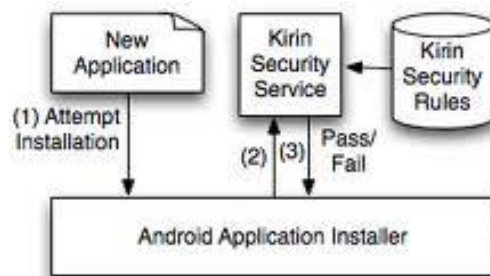 New
Application
Kirin
Security
Service
Kirin
Security
Rules
(1) Attempt
Installation
(2)
(3)
Pass/
Fail
Android Application Installer